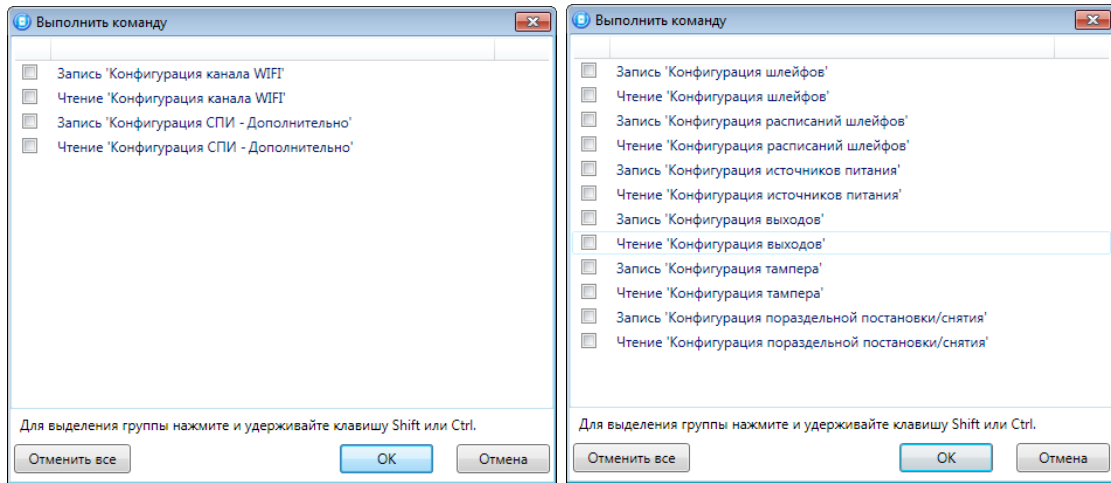 Выполнить команду
Запись 'Конфигурация канала WIFI'
Чтение 'Конфигурация канала WIFI'
Запись 'Конфигурация СПИ - Дополнительно'
Чтение 'Конфигурация СПИ - Дополнительно'
Для выделения группы нажмите и удерживайте клавишу Shift или Ctrl.
Отменить все
OK
Отмена
Выполнить команду
Запись 'Конфигурация шлейфов'
Чтение 'Конфигурация шлейфов'
Запись 'Конфигурация расписаний шлейфов'
Чтение 'Конфигурация расписаний шлейфов'
Запись 'Конфигурация источников питания'
Чтение 'Конфигурация источников питания'
Запись 'Конфигурация выходов'
Чтение 'Конфигурация выходов'
Запись 'Конфигурация тампера'
Чтение 'Конфигурация тампера'
Запись 'Конфигурация пораздельной постановки/снятия'
Чтение 'Конфигурация пораздельной постановки/снятия'
Для выделения группы нажмите и удерживайте клавишу Shift или Ctrl.
Отменить все
OK
Отмена